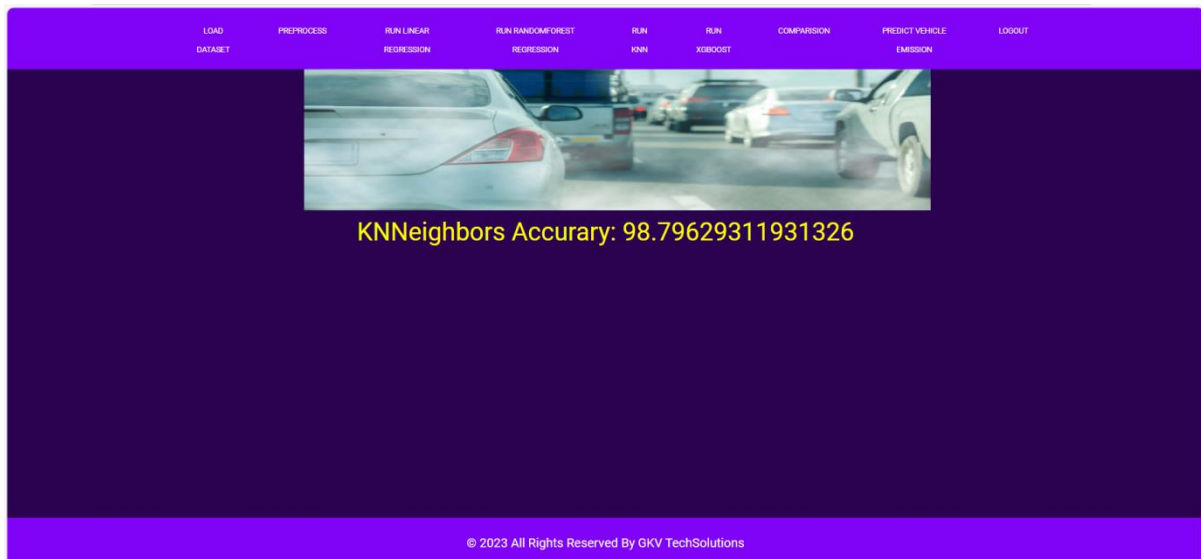 LOAD DATASET
PREPROCESS
RUN LINEAR REGRESSION
RUN RANDOMFOREST REGRESSION
RUN KNN
RUN XGBOOST
COMPARISION
PREDICT VEHICLE EMISSION
LOGOUT
KNNeighbors Accurary: 98.79629311931326
© 2023 All Rights Reserved By GKV TechSolutions